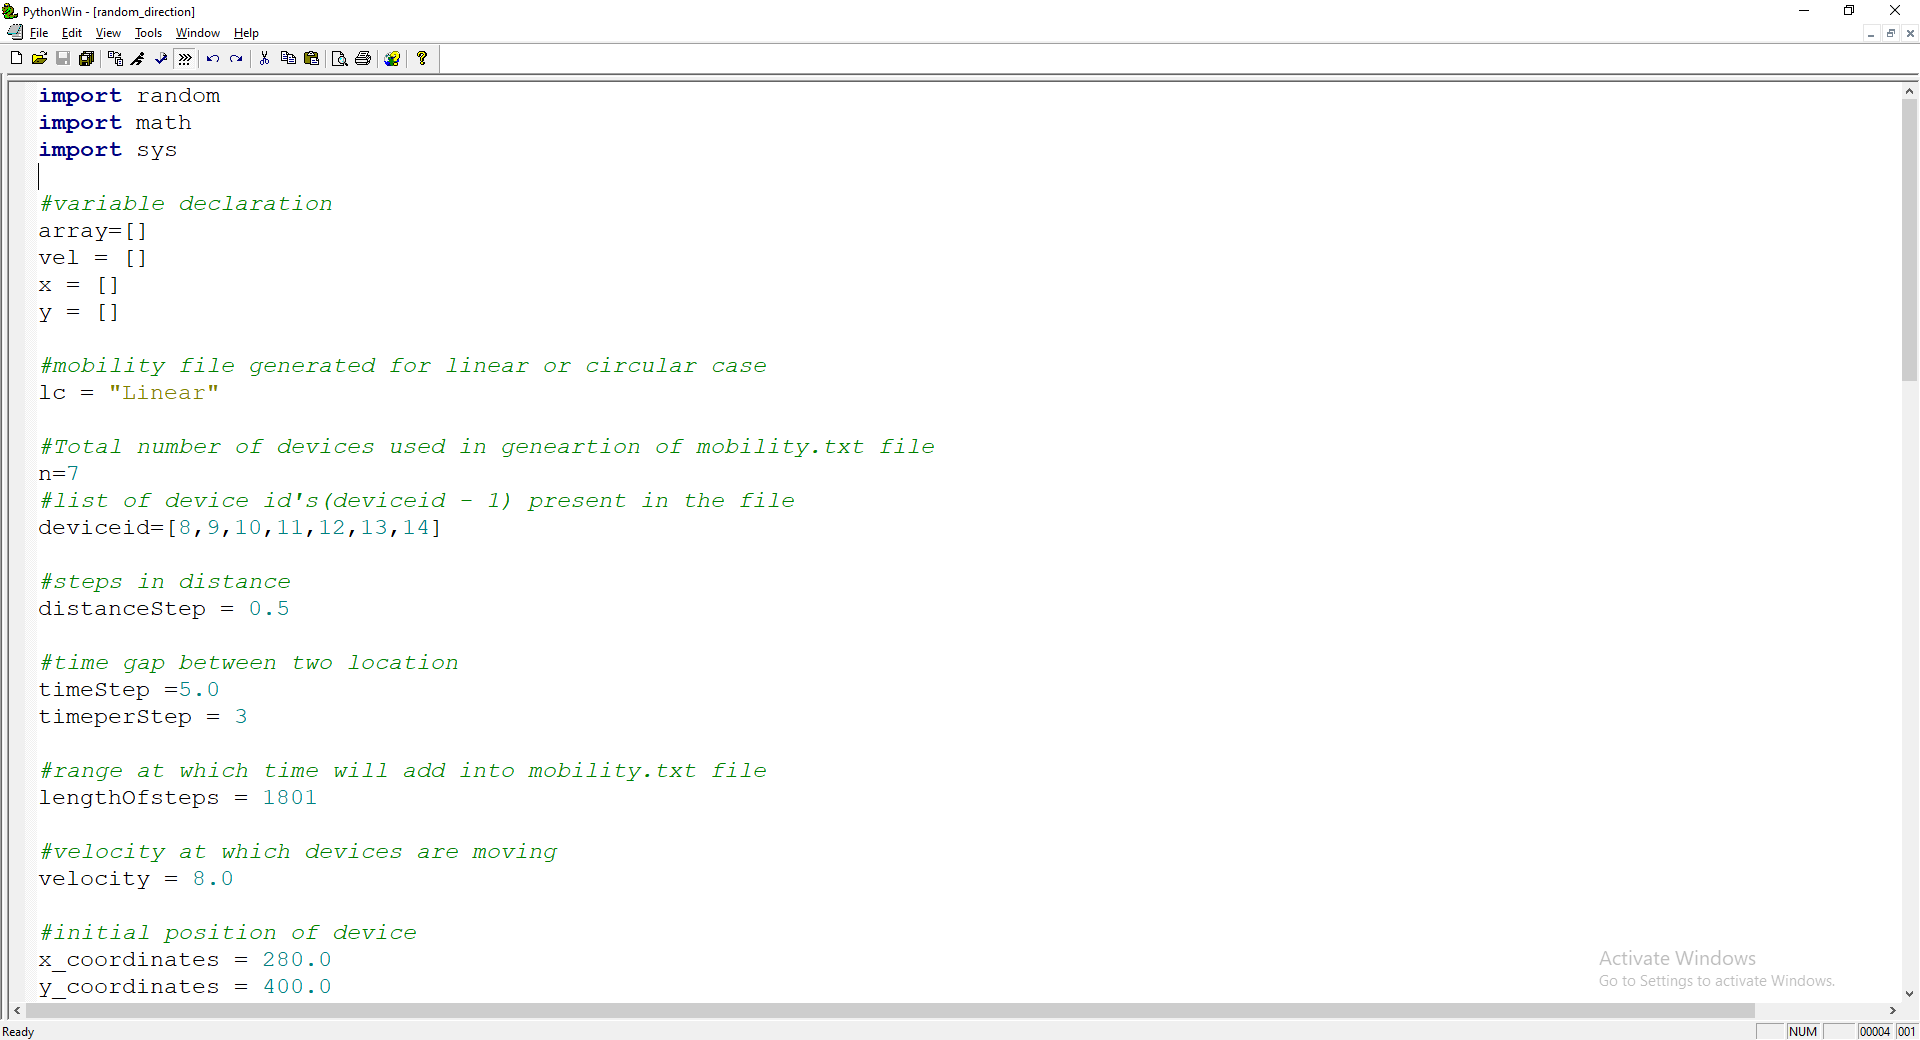 PythonWin - [random_direction]
File Edit View Tools Window Help
import random
import math
import sys
#variable declaration
array=[]
vel = []
x = []
y = []
#mobility file generated for linear or circular case
lc = "Linear"
#Total number of devices used in geneartion of mobility.txt file
n=7
#list of device id's(deviceid - 1) present in the file
deviceid=[8,9,10,11,12,13,14]
#steps in distance
distanceStep = 0.5
#time gap between two location
timeStep =5.0
timeperStep = 3
#range at which time will add into mobility.txt file
lengthOfsteps = 1801
#velocity at which devices are moving
velocity = 8.0
#initial position of device
x_coordinates = 280.0
y_coordinates = 400.0
Activate Windows
Go to Settings to activate Windows.
Ready
NUM 00004 001